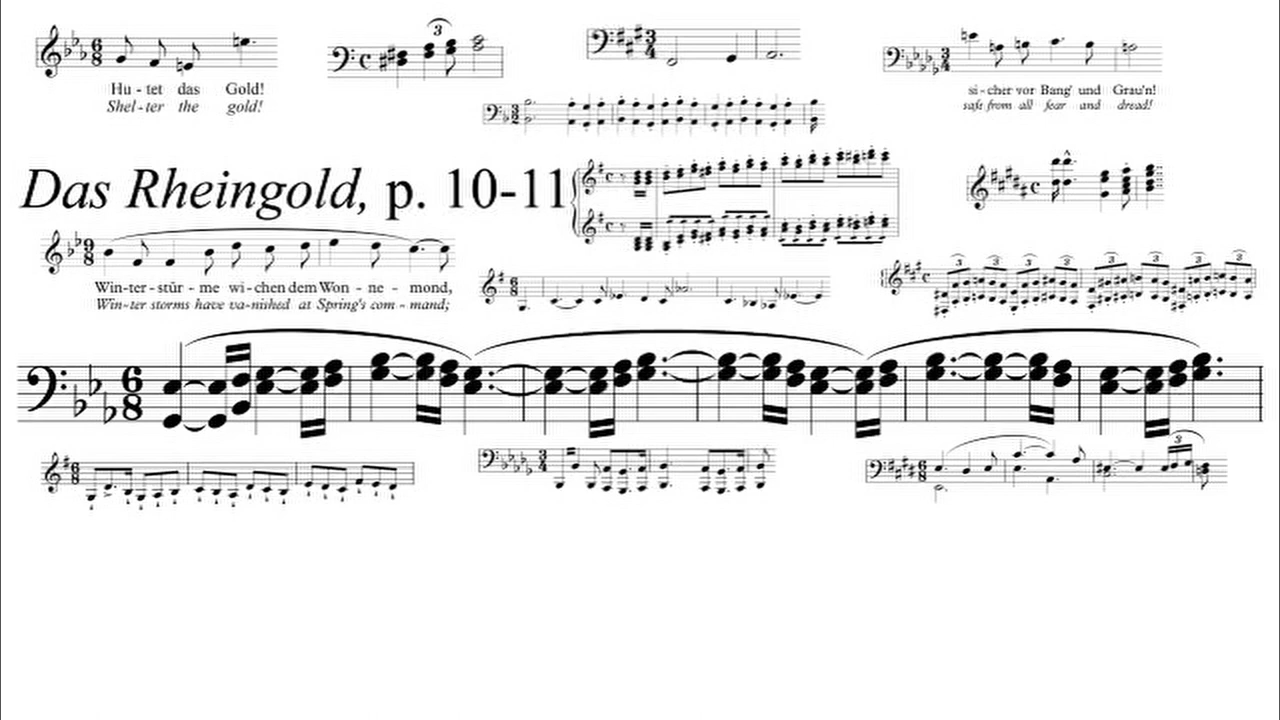 Hu - tet das Gold!
Shel - ter the gold!
si - cher vor Bang' und Grau'n!
safe from all fear and dread!
Das Rheingold, p. 10-11
Win - ter - stür - me wi - chen dem Won - ne - mond,
Win - ter storms have va - nished at Spring's com - mand;